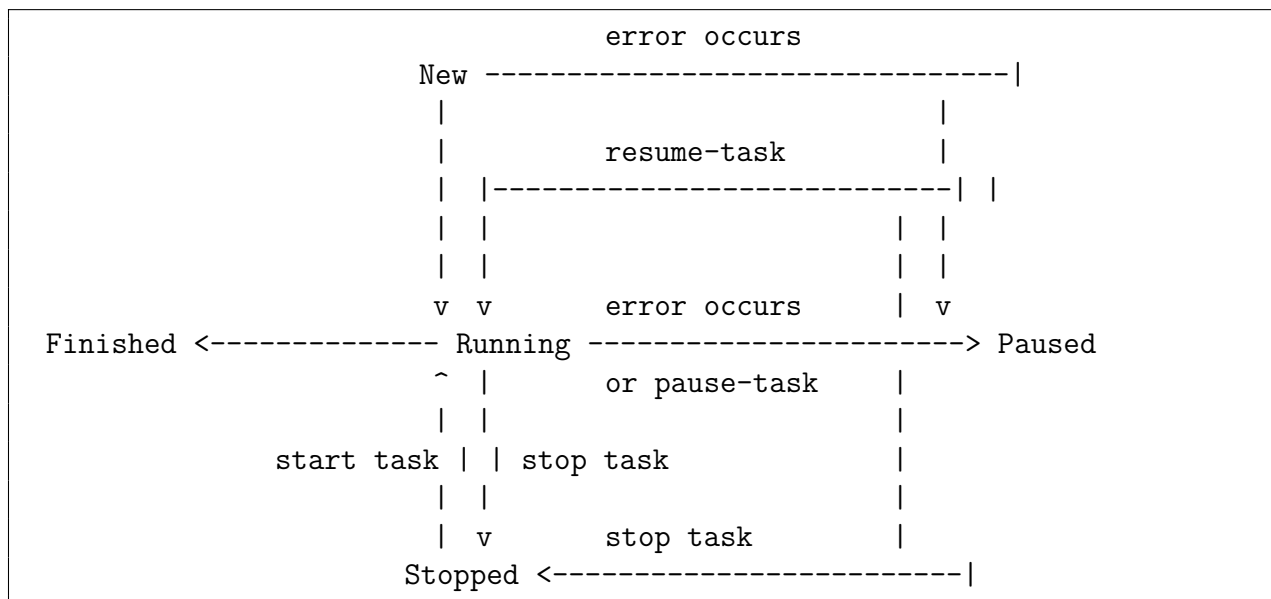 error occurs
New --------------------------------|
| |
| resume-task |
| |----------------------------| |
| | | |
| | | |
v v error occurs | v
Finished <-------------- Running -----------------------> Paused
^ | or pause-task |
| | |
start task | | stop task |
| | |
| v stop task |
Stopped <-------------------------|